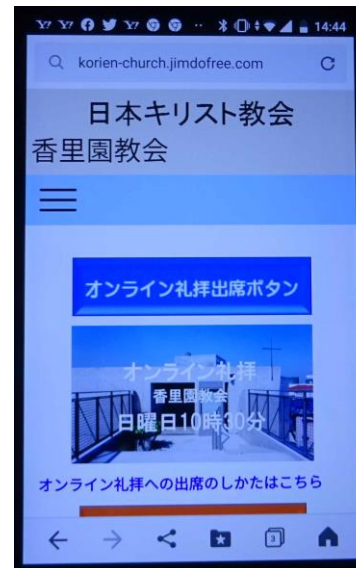 14:44
korien-church.jimdofree.com
日本キリスト教会
香里園教会
オンライン礼拝出席ボタン
オンライン礼拝
香里園教会
日曜日10時30分
オンライン礼拝への出席のしかたはこちら
3